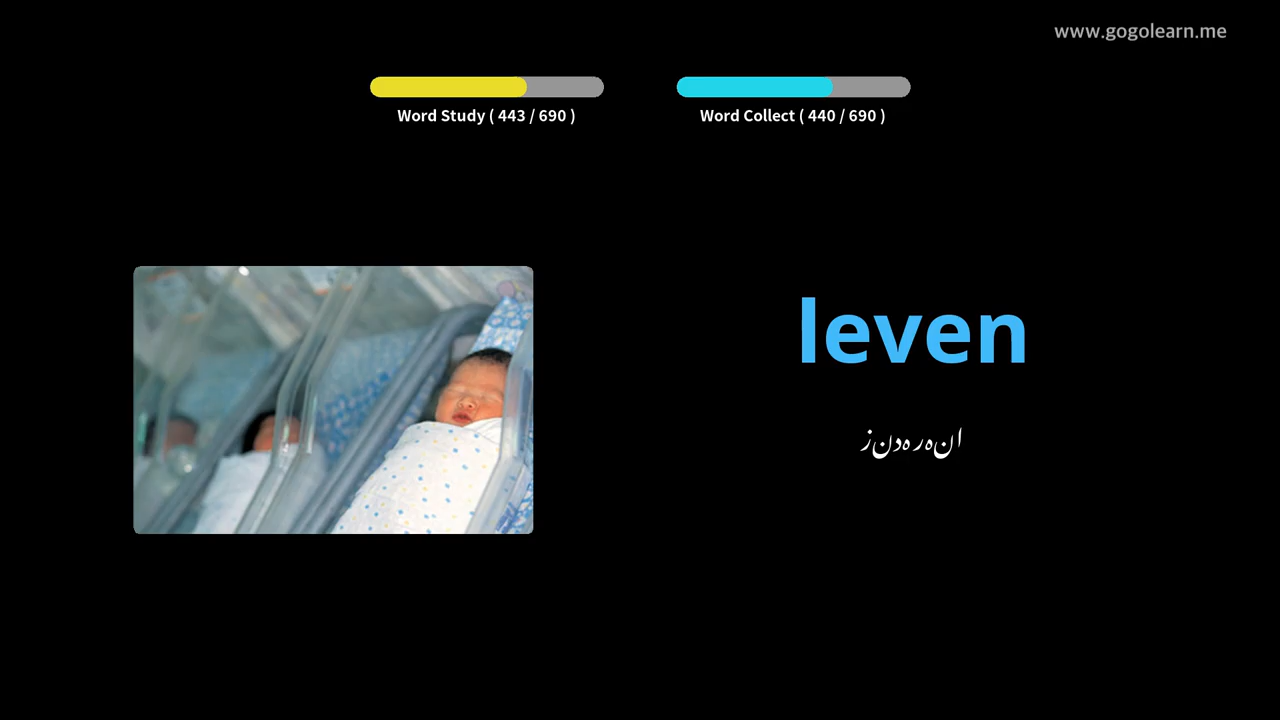 www.gogolearn.me
Word Study ( 443 / 690 )
Word Collect ( 440 / 690 )
leven
زندہ رہنا